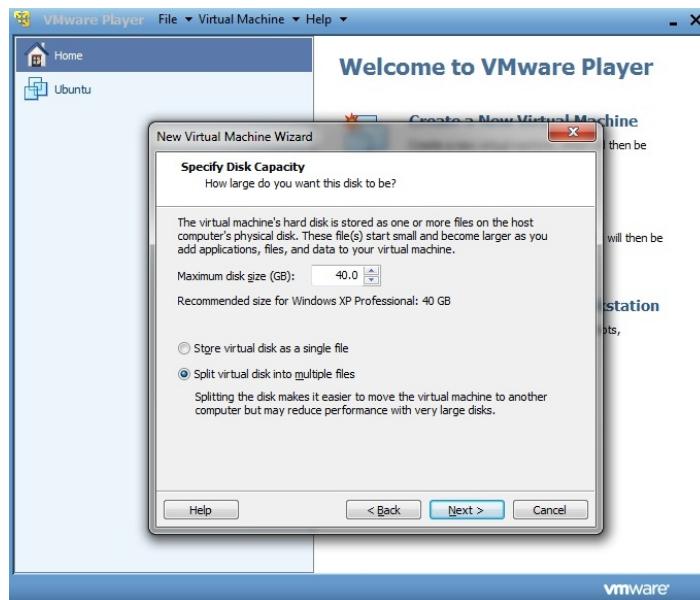 VMware Player File Virtual Machine Help
Home
Ubuntu
Welcome to VMware Player
Create a New Virtual Machine
then be
will then be
New Virtual Machine Wizard
Specify Disk Capacity
How large do you want this disk to be?
The virtual machine's hard disk is stored as one or more files on the host
computer's physical disk. These file(s) start small and become larger as you
add applications, files, and data to your virtual machine.
Maximum disk size (GB): 40.0
Recommended size for Windows XP Professional: 40 GB
Store virtual disk as a single file
Split virtual disk into multiple files
Splitting the disk makes it easier to move the virtual machine to another
computer but may reduce performance with very large disks.
Help < Back Next > Cancel
vmware